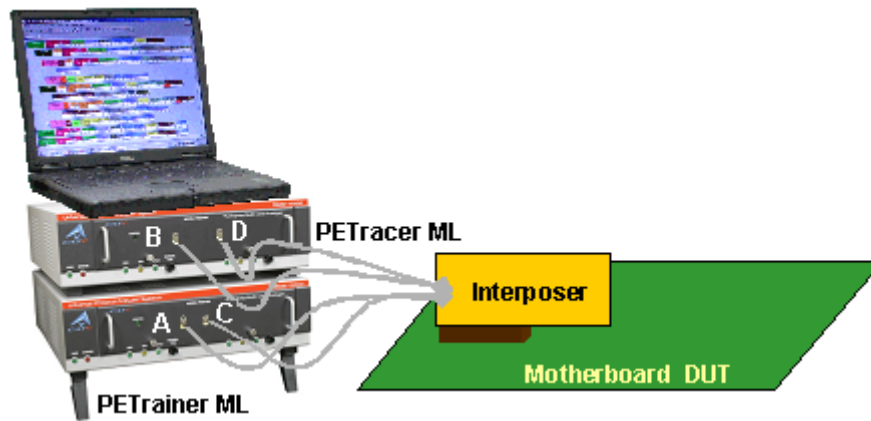 B
D
PETracer ML
A
C
Interposer
Motherboard DUT
PETrainer ML